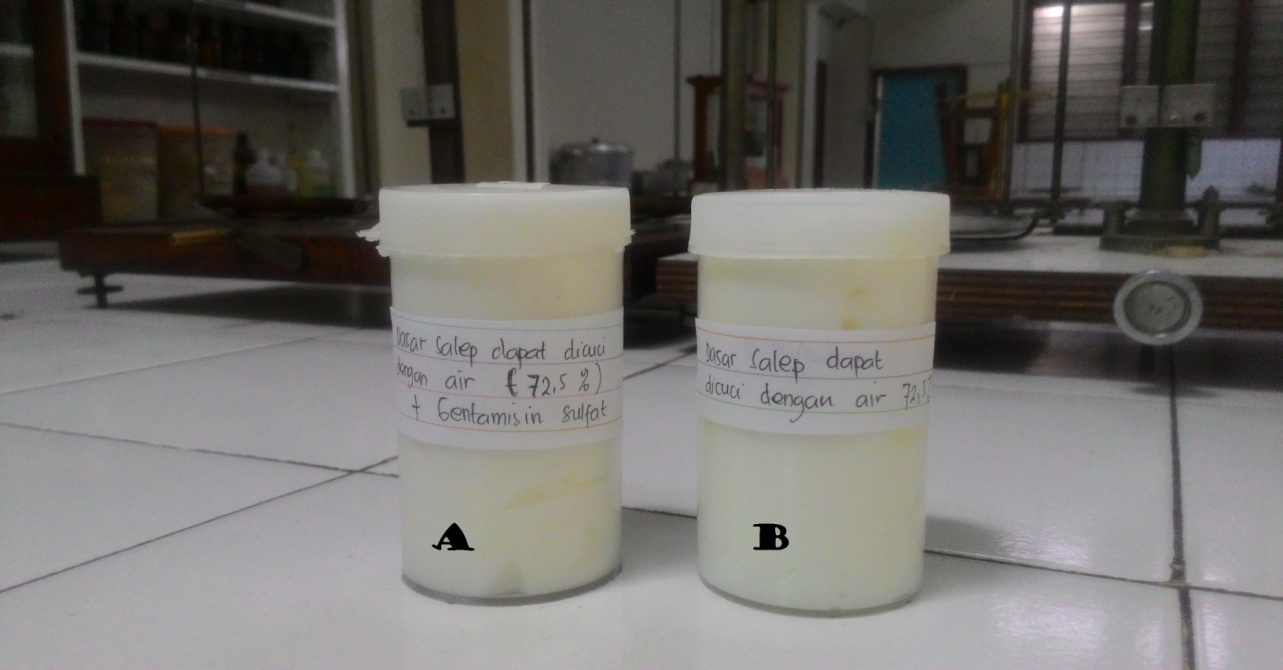 Dasar Salep dapat dicuci
dengan air (72,5 %)
+ Gentamisin sulfat
A
Dasar Salep dapat
dicuci dengan air
B